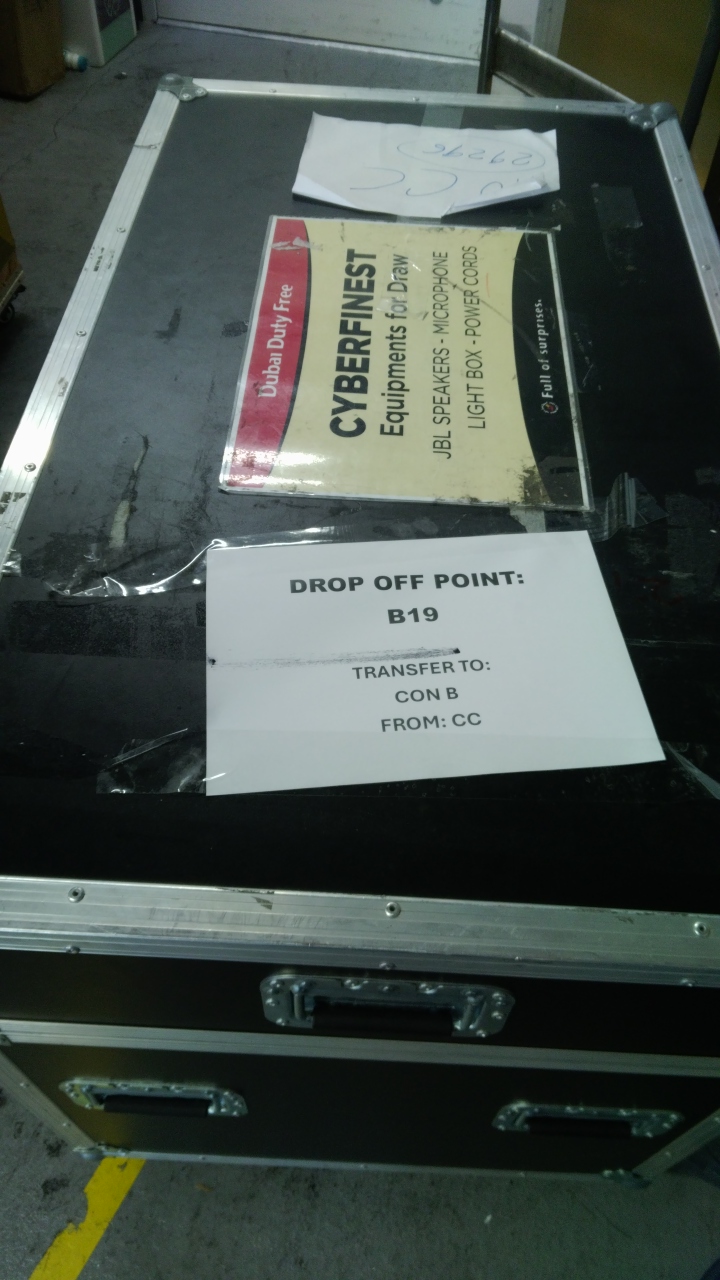 29296
CC
Dubai Duty Free
CYBERFINEST
Equipments for Draw
JBL SPEAKERS - MICROPHONE
LIGHT BOX - POWER CORDS
Full of surprises.
DROP OFF POINT:
B19
TRANSFER TO:
CON B
FROM: CC